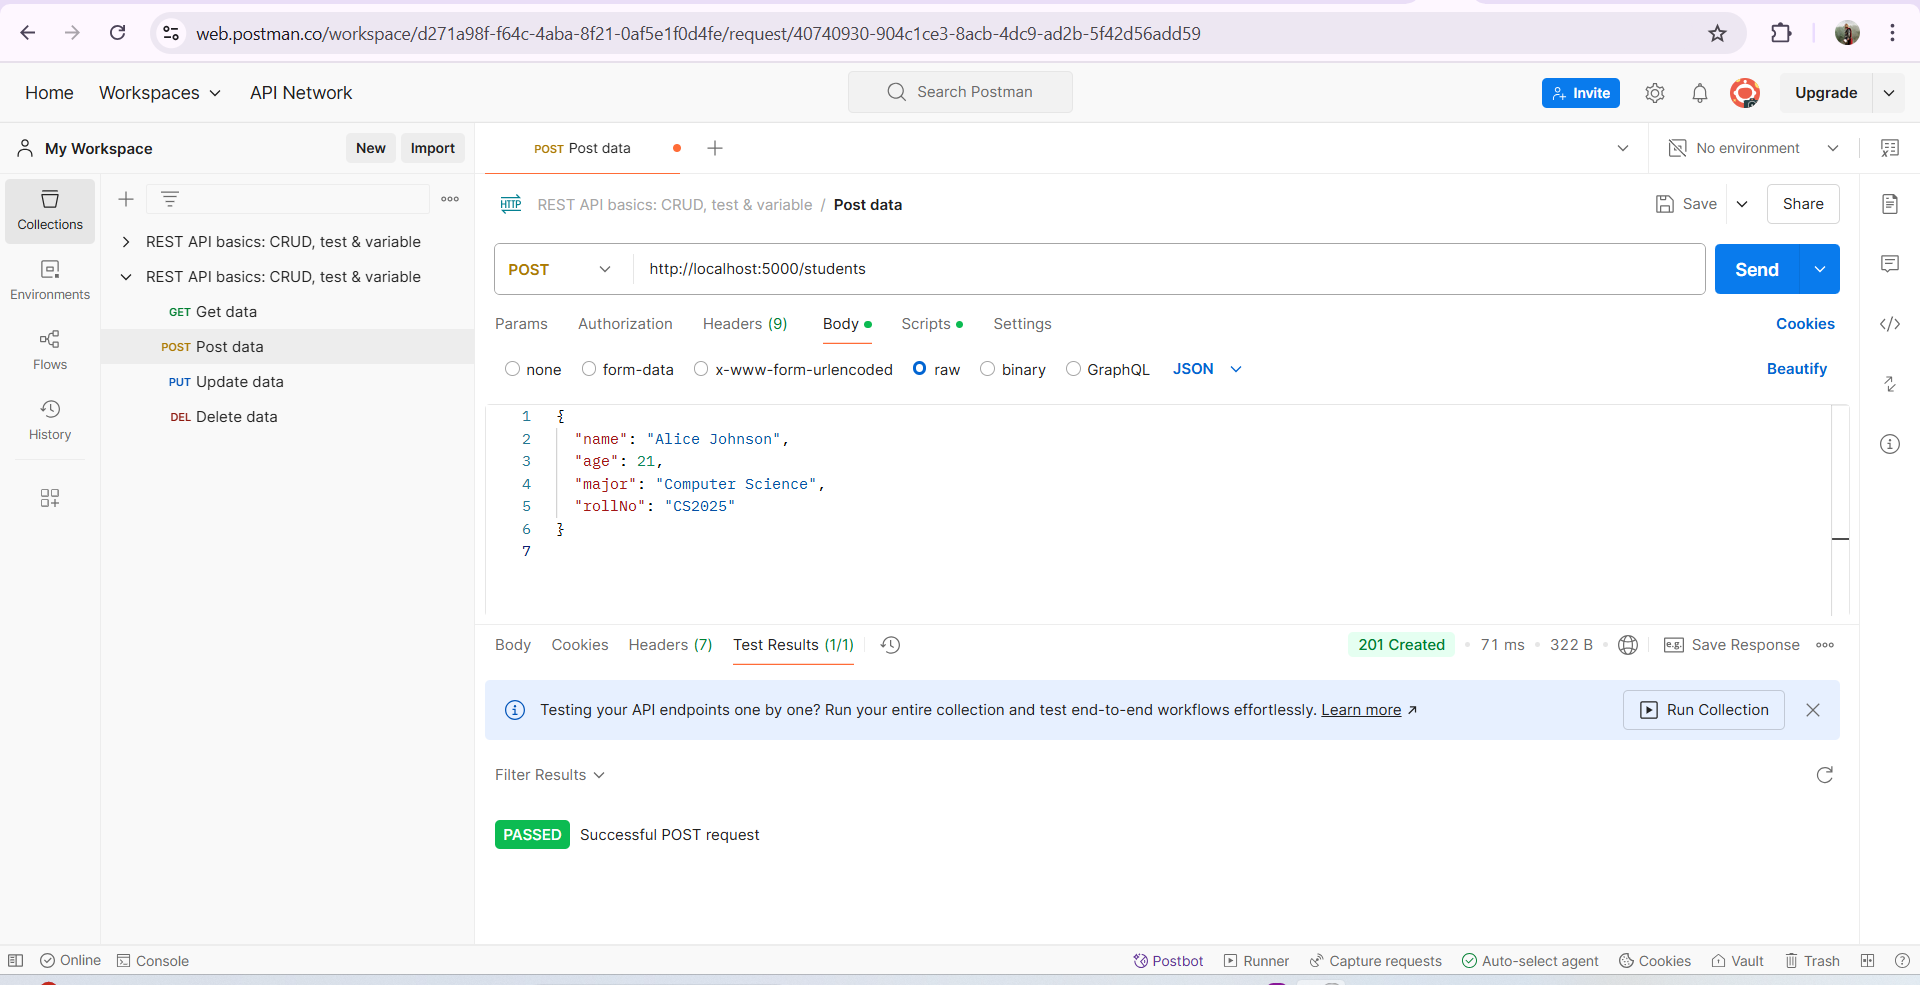 web.postman.co/workspace/d271a98f-f64c-4aba-8f21-0af5e1f0d4fe/request/40740930-904c1ce3-8acb-4dc9-ad2b-5f42d56add59
Home Workspaces API Network Search Postman Invite Upgrade
My Workspace New Import POST Post data No environment
Collections
Environments
Flows
History
REST API basics: CRUD, test & variable
REST API basics: CRUD, test & variable
GET Get data
POST Post data
PUT Update data
DEL Delete data
HTTP REST API basics: CRUD, test & variable / Post data Save Share
POST http://localhost:5000/students Send
Params Authorization Headers (9) Body Scripts Settings Cookies
none form-data x-www-form-urlencoded raw binary GraphQL JSON Beautify
1 {
2 "name": "Alice Johnson",
3 "age": 21,
4 "major": "Computer Science",
5 "rollNo": "CS2025"
6 }
7
Body Cookies Headers (7) Test Results (1/1) 201 Created 71 ms 322 B e.g. Save Response
Testing your API endpoints one by one? Run your entire collection and test end-to-end workflows effortlessly. Learn more Run Collection
Filter Results
PASSED Successful POST request
Online Console Postbot Runner Capture requests Auto-select agent Cookies Vault Trash